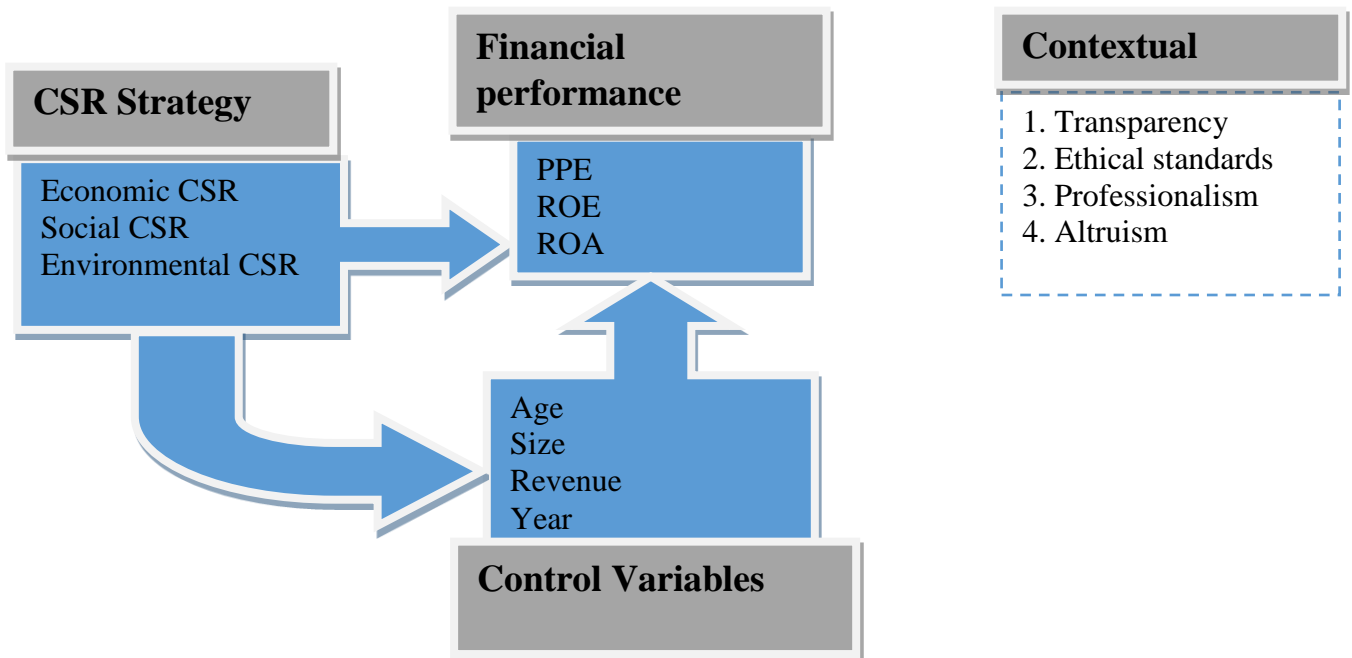 CSR Strategy
Economic CSR
Social CSR
Environmental CSR
Financial
performance
PPE
ROE
ROA
Age
Size
Revenue
Year
Control Variables
Contextual
1. Transparency
2. Ethical standards
3. Professionalism
4. Altruism